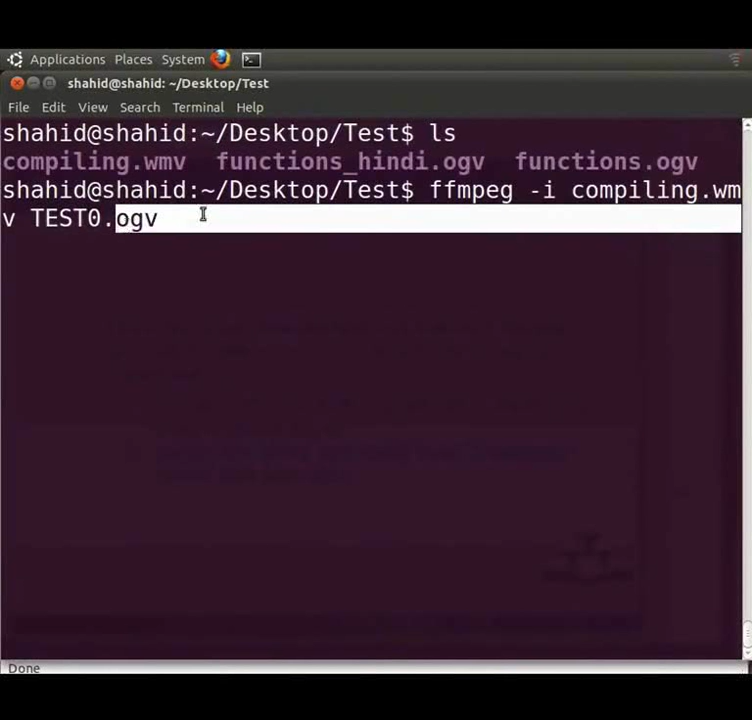 Applications Places System
shahid@shahid: ~/Desktop/Test
File Edit View Search Terminal Help
shahid@shahid:~/Desktop/Test$ ls
compiling.wmv functions_hindi.ogv functions.ogv
shahid@shahid:~/Desktop/Test$ ffmpeg -i compiling.wm
v TEST0.ogv
Done